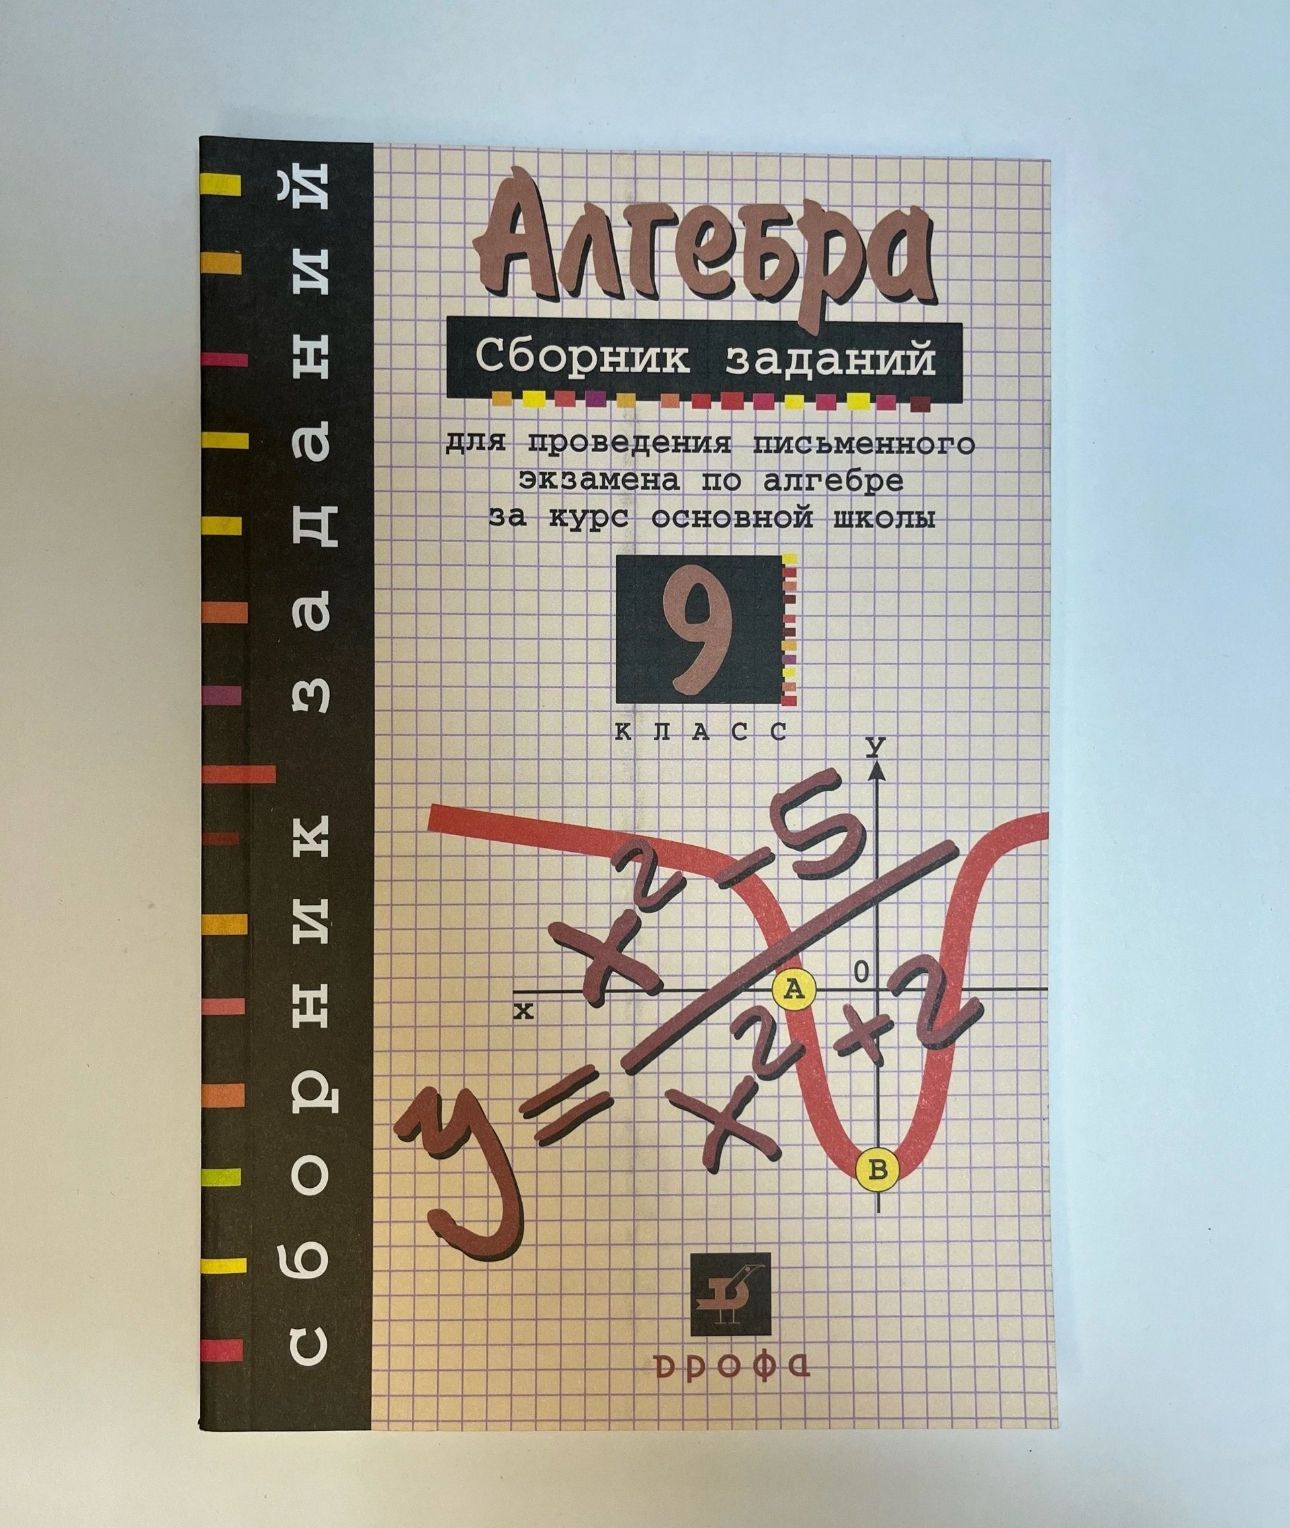 сборник заданий
Алгебра
Сборник заданий
для проведения письменного
экзамена по алгебре
за курс основной школы
9
КЛАСС
y
x
0
A
B
y = x² - 5 / x² + 2
дрофа